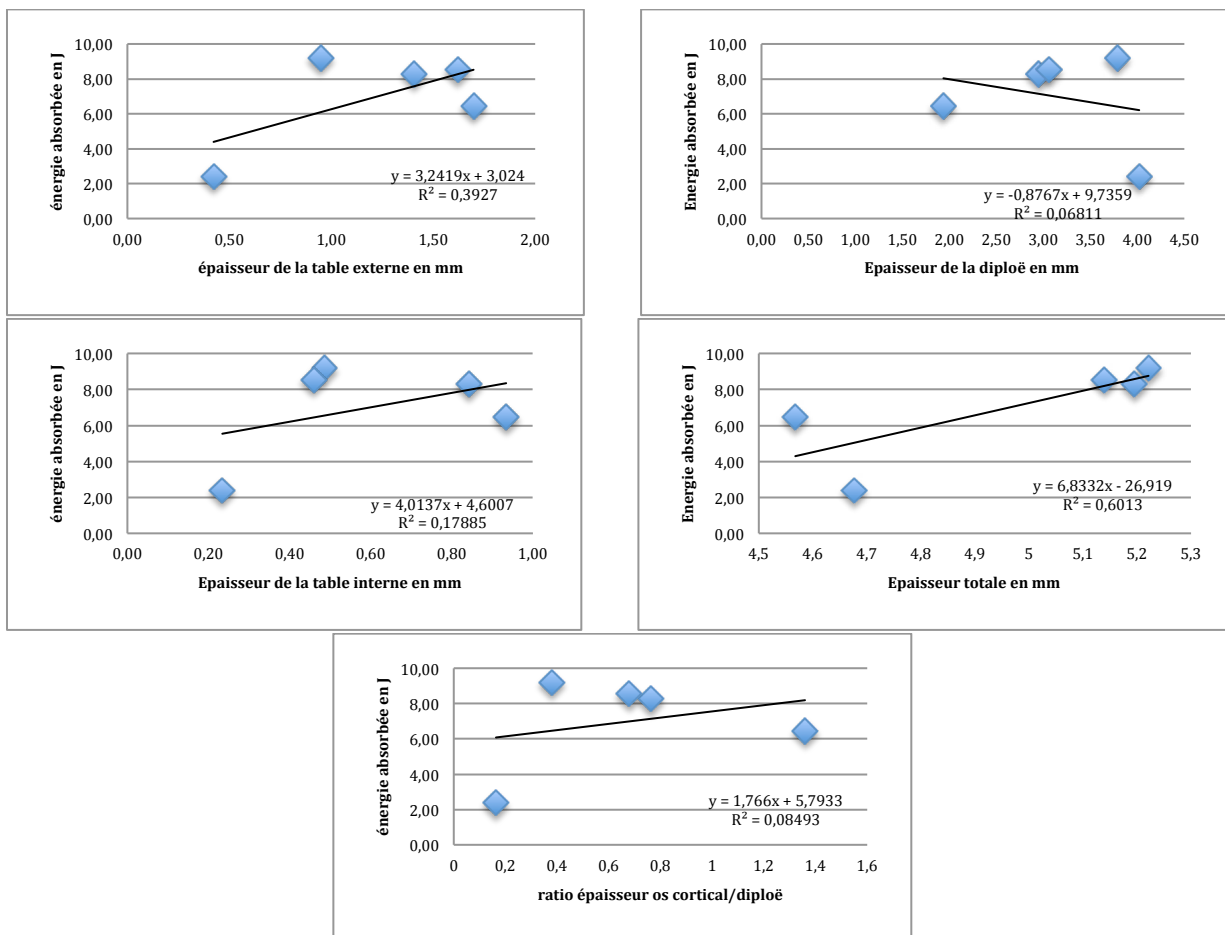 énergie absorbée en J
10,00
8,00
6,00
4,00
2,00
0,00
y = 3,2419x + 3,024
R² = 0,3927
0,00 0,50 1,00 1,50 2,00
épaisseur de la table externe en mm
Energie absorbée en J
10,00
8,00
6,00
4,00
2,00
0,00
y = -0,8767x + 9,7359
R² = 0,06811
0,00 0,50 1,00 1,50 2,00 2,50 3,00 3,50 4,00 4,50
Epaisseur de la diploë en mm
énergie absorbée en J
10,00
8,00
6,00
4,00
2,00
0,00
y = 4,0137x + 4,6007
R² = 0,17885
0,00 0,20 0,40 0,60 0,80 1,00
Epaisseur de la table interne en mm
Energie absorbée en J
10,00
8,00
6,00
4,00
2,00
0,00
y = 6,8332x - 26,919
R² = 0,6013
4,5 4,6 4,7 4,8 4,9 5 5,1 5,2 5,3
Epaisseur totale en mm
énergie absorbée en J
10,00
8,00
6,00
4,00
2,00
0,00
y = 1,766x + 5,7933
R² = 0,08493
0 0,2 0,4 0,6 0,8 1 1,2 1,4 1,6
ratio épaisseur os cortical/diploë